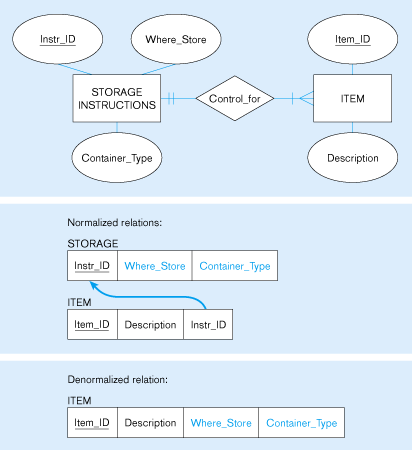 Instr_ID
Where_Store
Item_ID
STORAGE
INSTRUCTIONS
Control_for
ITEM
Container_Type
Description
Normalized relations:
STORAGE
Instr_ID Where_Store Container_Type
ITEM
Item_ID Description Instr_ID
Denormalized relation:
ITEM
Item_ID Description Where_Store Container_Type